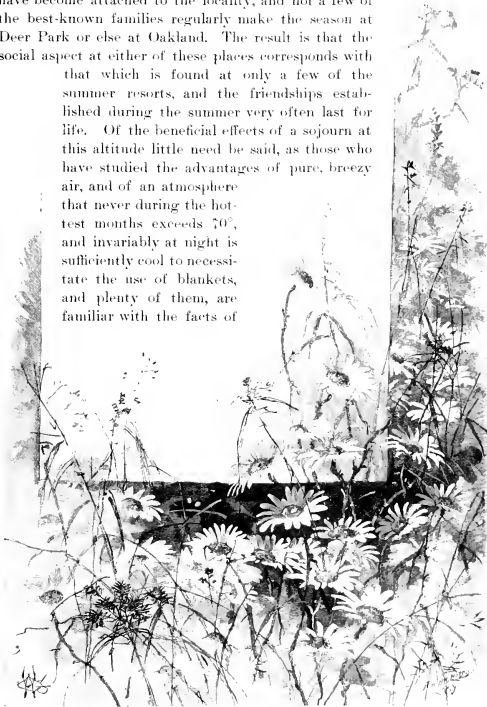 have become attached to the locality, and not a few of
the best-known families regularly make the season at
Deer Park or else at Oakland. The result is that the
social aspect at either of these places corresponds with
that which is found at only a few of the
summer resorts, and the friendships estab-
lished during the summer very often last for
life. Of the beneficial effects of a sojourn at
this altitude little need be said, as those who
have studied the advantages of pure, breezy
air, and of an atmosphere
that never during the hot-
test months exceeds 70°,
and invariably at night is
sufficiently cool to necessi-
tate the use of blankets,
and plenty of them, are
familiar with the facts of